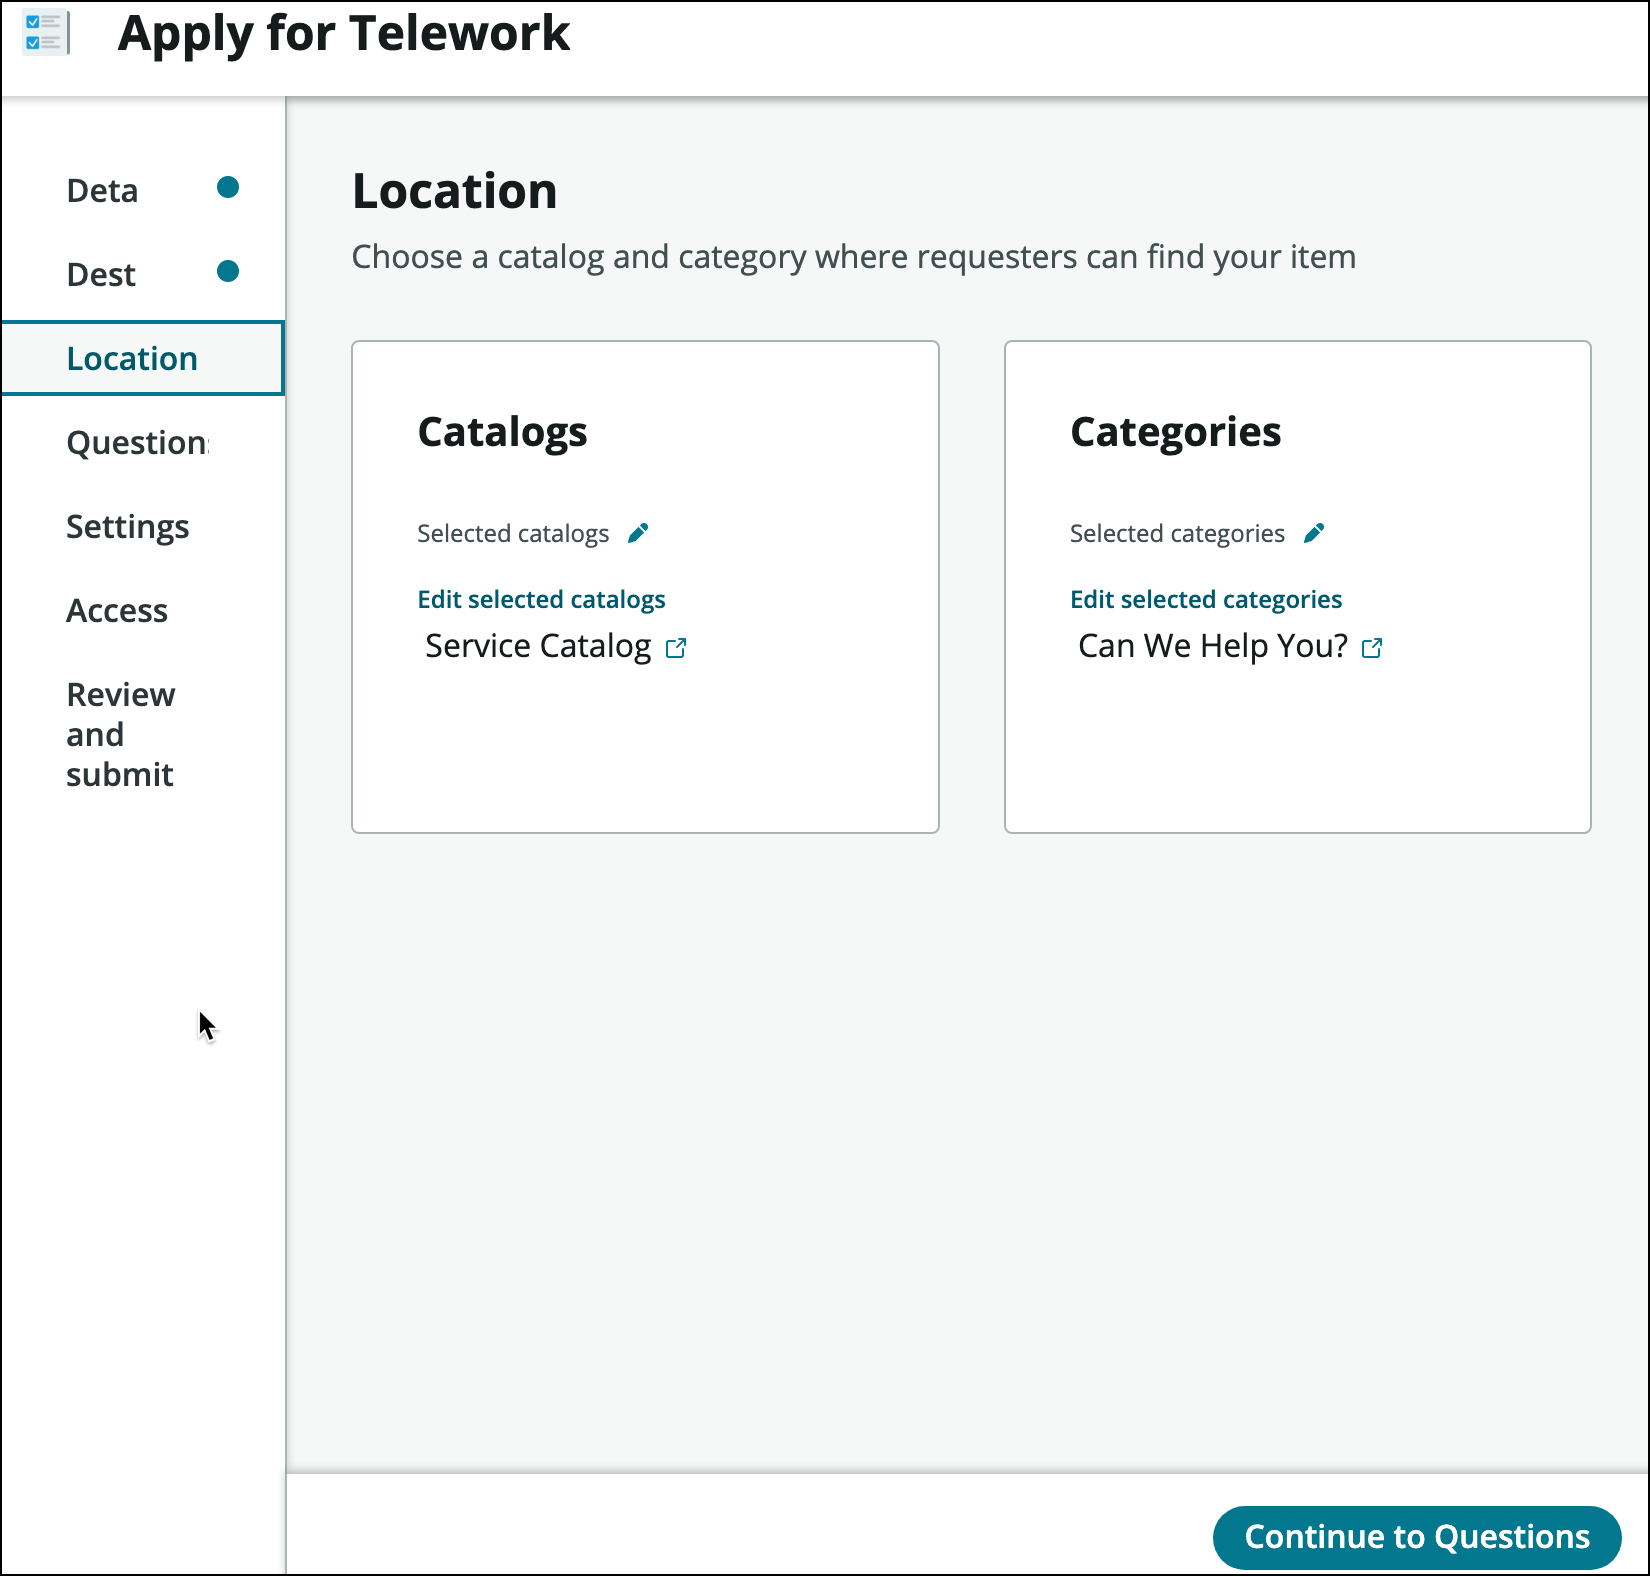 Apply for Telework
Deta
Dest
Location
Question
Settings
Access
Review
and
submit
Location
Choose a catalog and category where requesters can find your item
Catalogs
Selected catalogs
Edit selected catalogs
Service Catalog
Categories
Selected categories
Edit selected categories
Can We Help You?
Continue to Questions